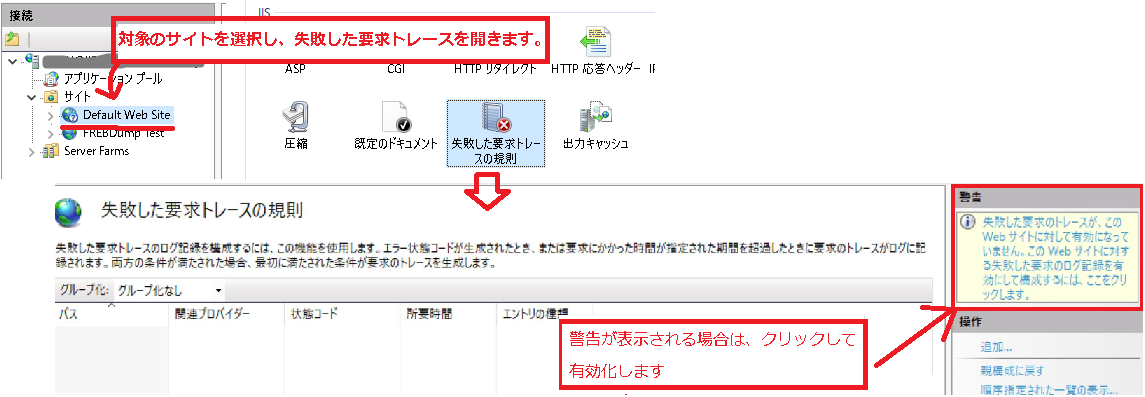 接続
IIS
対象のサイトを選択し、失敗した要求トレースを開きます。
ASP
CGI
HTTP リダイレクト
HTTP 応答ヘッダー
アプリケーション プール
サイト
Default Web Site
FREBDump Test
Server Farms
圧縮
既定のドキュメント
失敗した要求トレー
スの規則
出力キャッシュ
失敗した要求トレースの規則
失敗した要求トレースのログ記録を構成するには、この機能を使用します。エラー状態コードが生成されたとき、または要求にかかった時間が指定された期間を超過したときに要求のトレースがログに記
録されます。両方の条件が満たされた場合、最初に満たされた条件が要求のトレースを生成します。
グループ化: グループ化なし
パス
関連プロバイダー
状態コード
所要時間
エントリの種類
警告が表示される場合は、クリックして
有効化します
警告
失敗した要求のトレースが、この
Web サイトに対して有効になって
いません。この Web サイトに対す
る失敗した要求のログ記録を有
効にして構成するには、ここをクリ
ックします。
操作
追加...
親構成に戻す
順序指定された一覧の表示...